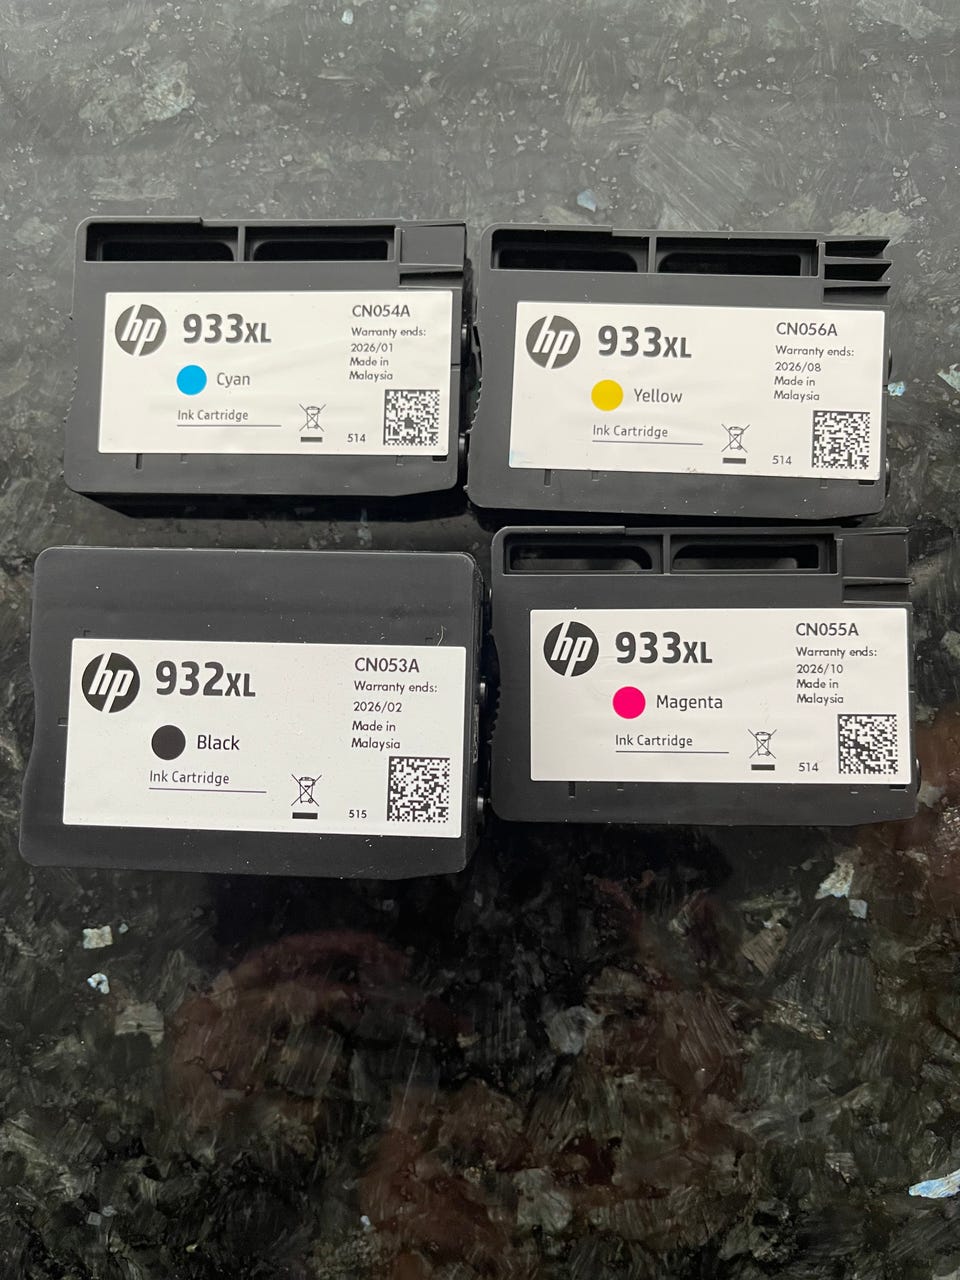 hp
933XL
Cyan
Ink Cartridge
CN054A
Warranty ends:
2026/01
Made in
Malaysia
514
hp
933XL
Yellow
Ink Cartridge
CN056A
Warranty ends:
2026/08
Made in
Malaysia
514
hp
932XL
Black
Ink Cartridge
CN053A
Warranty ends:
2026/02
Made in
Malaysia
515
hp
933XL
Magenta
Ink Cartridge
CN055A
Warranty ends:
2026/10
Made in
Malaysia
514